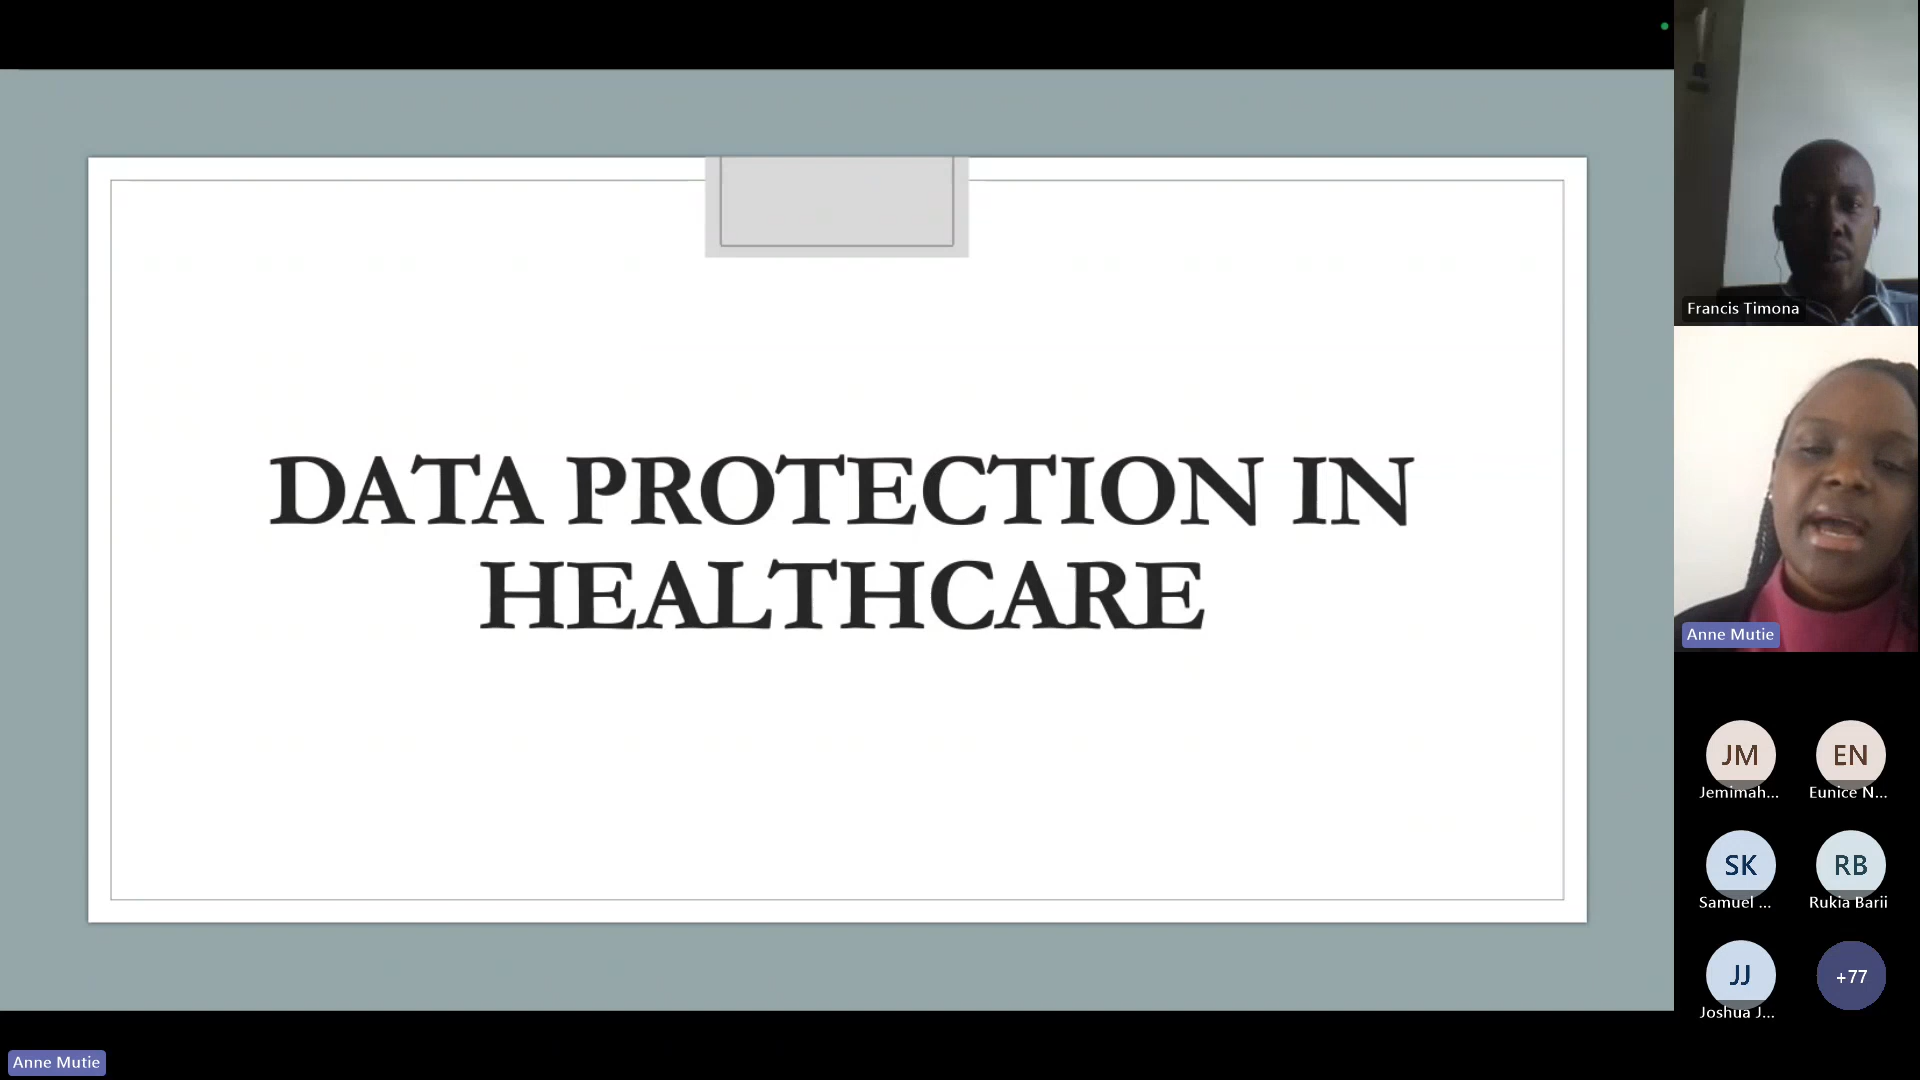 DATA PROTECTION IN
HEALTHCARE
Francis Timona
Anne Mutie
JM
EN
Jemimah...
Eunice N...
SK
RB
Samuel ...
Rukia Barii
JJ
+77
Joshua J...
Anne Mutie